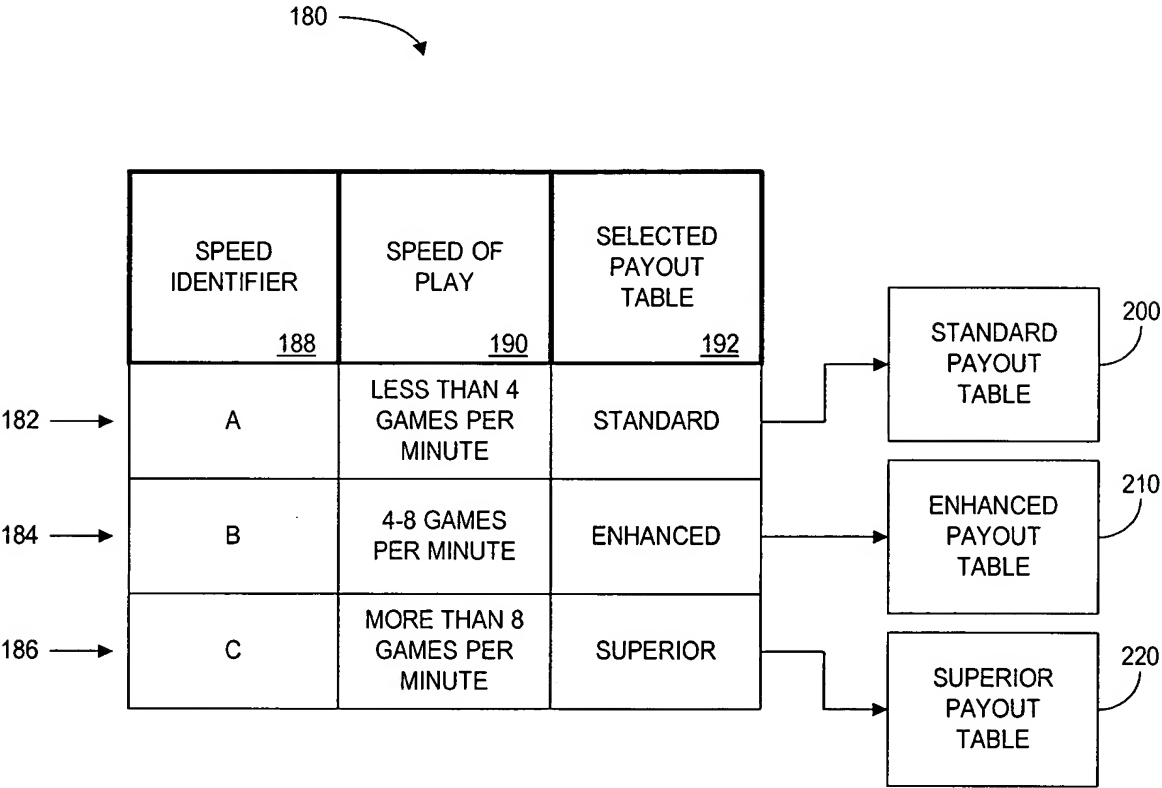 180
SPEED
IDENTIFIER
188
SPEED OF
PLAY
190
SELECTED
PAYOUT
TABLE
192
182
A
LESS THAN 4
GAMES PER
MINUTE
STANDARD
184
B
4-8 GAMES
PER MINUTE
ENHANCED
186
C
MORE THAN 8
GAMES PER
MINUTE
SUPERIOR
STANDARD
PAYOUT
TABLE
200
ENHANCED
PAYOUT
TABLE
210
SUPERIOR
PAYOUT
TABLE
220